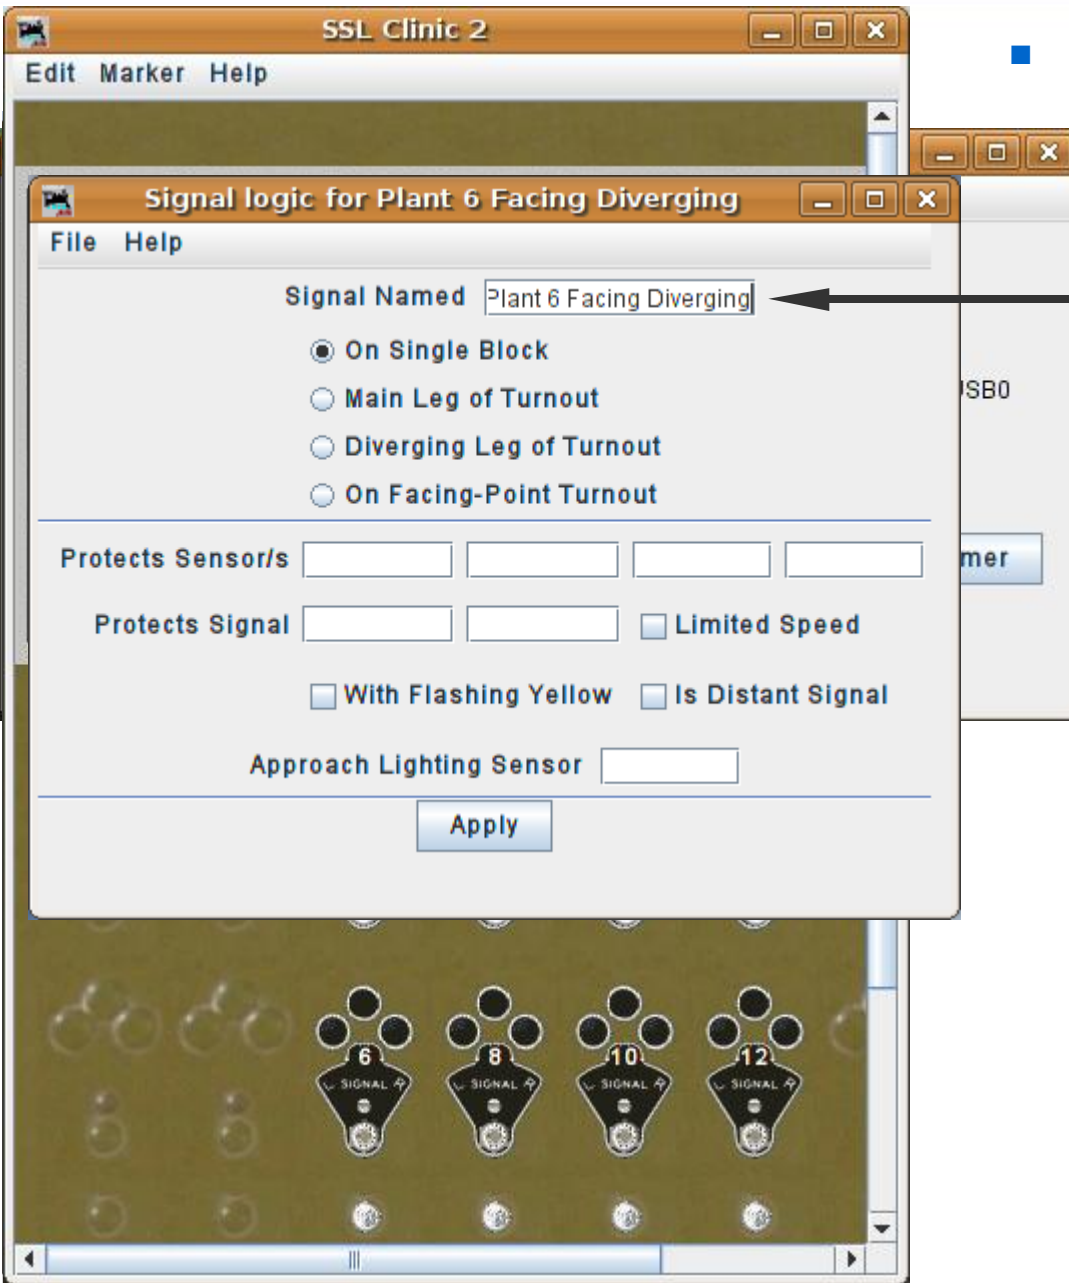 SSL Clinic 2
Edit Marker Help
Signal logic for Plant 6 Facing Diverging
File Help
Signal Named Plant 6 Facing Diverging
On Single Block
Main Leg of Turnout
Diverging Leg of Turnout
On Facing-Point Turnout
Protects Sensor/s
Protects Signal Limited Speed
With Flashing Yellow Is Distant Signal
Approach Lighting Sensor
Apply
USB0
mer
6 8 10 12
L SIGNAL R L SIGNAL R L SIGNAL R L SIGNAL R